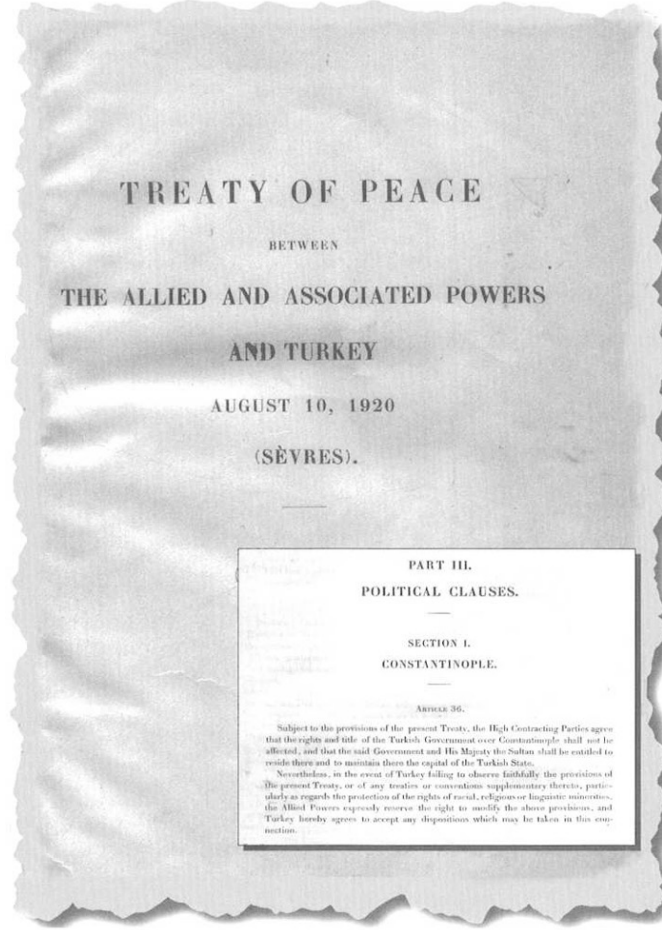 TREATY OF PEACE
BETWEEN
THE ALLIED AND ASSOCIATED POWERS
AND TURKEY
AUGUST 10, 1920
(SÈVRES).
PART III.
POLITICAL CLAUSES.
SECTION I.
CONSTANTINOPLE.
ARTICLE 36.
Subject to the provisions of the present Treaty, the High Contracting Parties agree
that the rights and title of the Turkish Government over Constantinople shall not be
affected, and that the said Government and His Majesty the Sultan shall be entitled to
reside there and to maintain there the capital of the Turkish State.
Nevertheless, in the event of Turkey failing to observe faithfully the provisions of
the present Treaty, or of any treaties or conventions supplementary thereto, partic-
ularly as regards the protection of the rights of racial, religious or linguistic minorities,
the Allied Powers expressly reserve the right to modify the above provisions, and
Turkey hereby agrees to accept any dispositions which may be taken in this con-
nection.